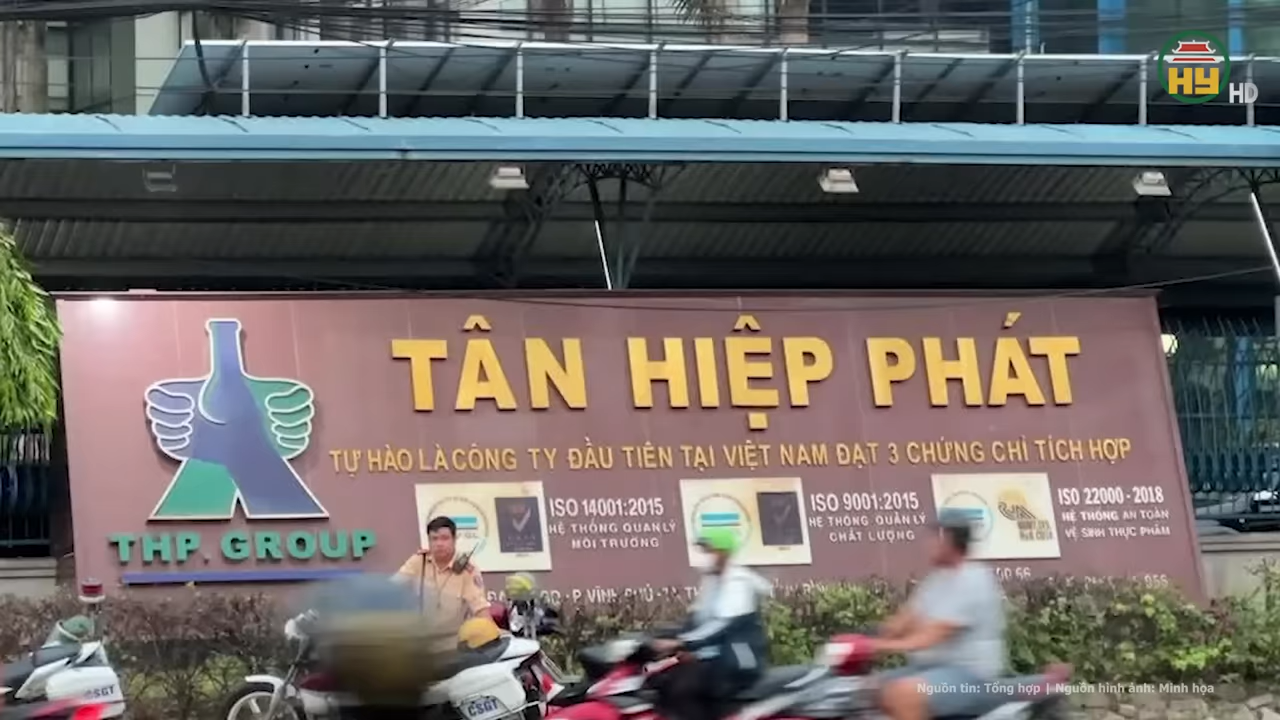 HY HD
TÂN HIỆP PHÁT
TỰ HÀO LÀ CÔNG TY ĐẦU TIÊN TẠI VIỆT NAM ĐẠT 3 CHỨNG CHỈ TÍCH HỢP
THP. GROUP
ISO 14001:2015
HỆ THỐNG QUẢN LÝ
MÔI TRƯỜNG
ISO 9001:2015
HỆ THỐNG QUẢN LÝ
CHẤT LƯỢNG
ISO 22000 - 2018
HỆ THỐNG AN TOÀN
VỆ SINH THỰC PHẨM
P. VĨNH PHÚ
CSGT
CSGT
Nguồn tin: Tổng hợp | Nguồn hình ảnh: Minh họa